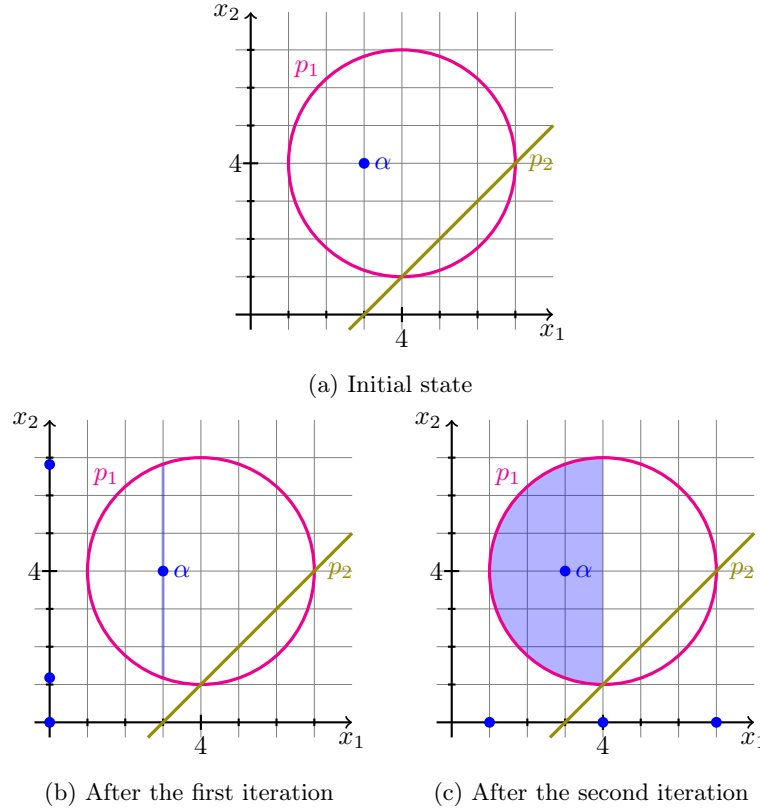 x₂
p₁
4
α
p₂
4
x₁
(a) Initial state
x₂
p₁
4
α
p₂
4
x₁
(b) After the first iteration
x₂
p₁
4
α
p₂
4
x₁
(c) After the second iteration